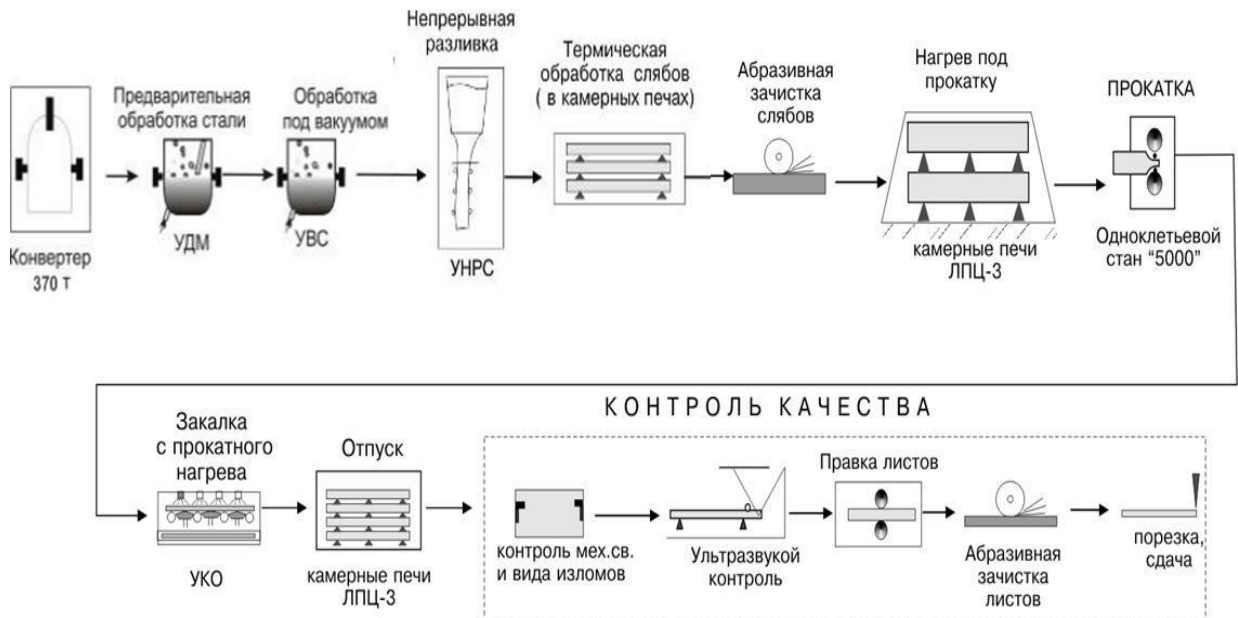 Непрерывная
разливка
Термическая
обработка слябов
( в камерных печах)
Абразивная
зачистка
слябов
Нагрев под
прокатку
ПРОКАТКА
Предварительная
обработка стали
Обработка
под вакуумом
Конвертер
370 т
УДМ
УВС
УНРС
камерные печи
ЛПЦ-3
Одноклетьевой
стан "5000"
КОНТРОЛЬ КАЧЕСТВА
Закалка
с прокатного
нагрева
Отпуск
Правка листов
УКО
камерные печи
ЛПЦ-3
контроль мех.св.
и вида изломов
Ультразвукой
контроль
Абразивная
зачистка
листов
порезка,
сдача